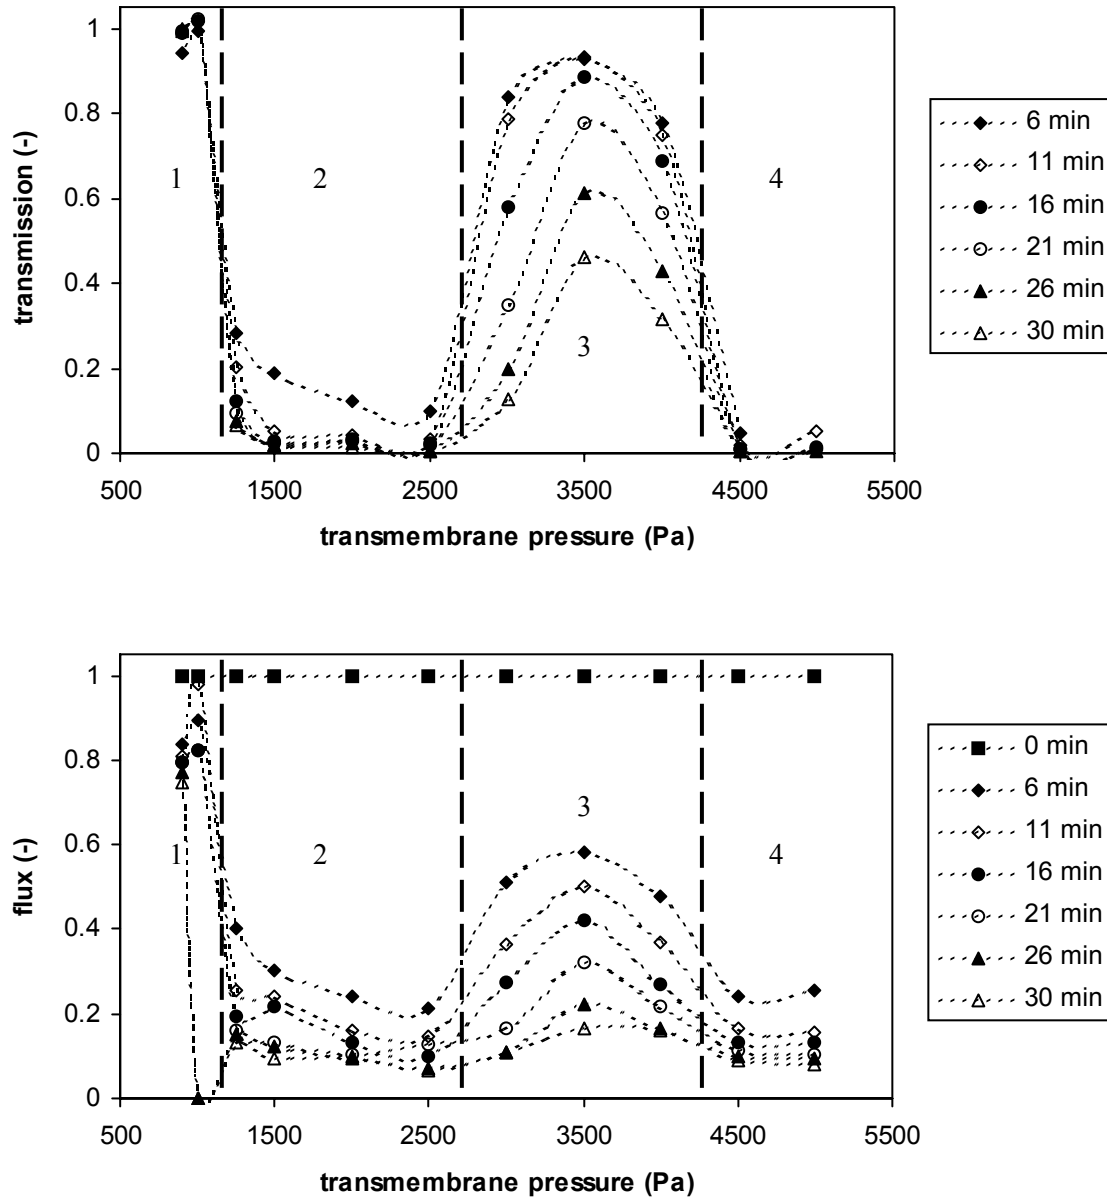 1
0.8
0.6
0.4
0.2
0
transmission (-)
1
2
3
4
500
1500
2500
3500
4500
5500
transmembrane pressure (Pa)
6 min
11 min
16 min
21 min
26 min
30 min
1
0.8
0.6
0.4
0.2
0
flux (-)
1
2
3
4
500
1500
2500
3500
4500
5500
transmembrane pressure (Pa)
0 min
6 min
11 min
16 min
21 min
26 min
30 min